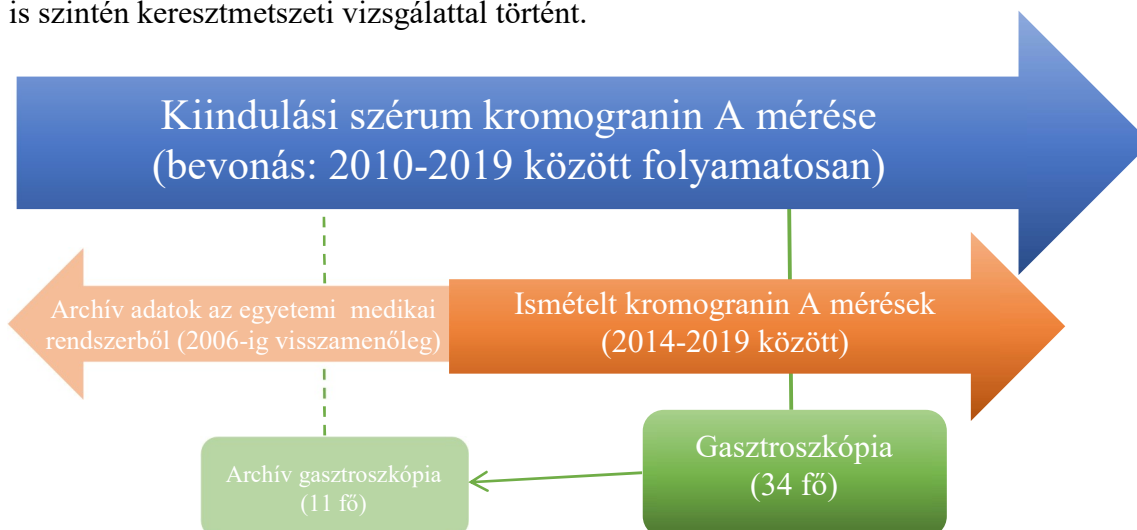 is szintén keresztmetszeti vizsgálattal történt.
Kiindulási szérum kromogranin A mérése
(bevonás: 2010-2019 között folyamatosan)
Archív adatok az egyetemi medikai
rendszerből (2006-ig visszamenőleg)
Ismételt kromogranin A mérések
(2014-2019 között)
Archív gasztroszkópia
(11 fő)
Gasztroszkópia
(34 fő)